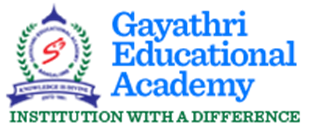 Gayathri
Educational
Academy
KNOWLEDGE IS DIVINE
INSTITUTION WITH A DIFFERENCE